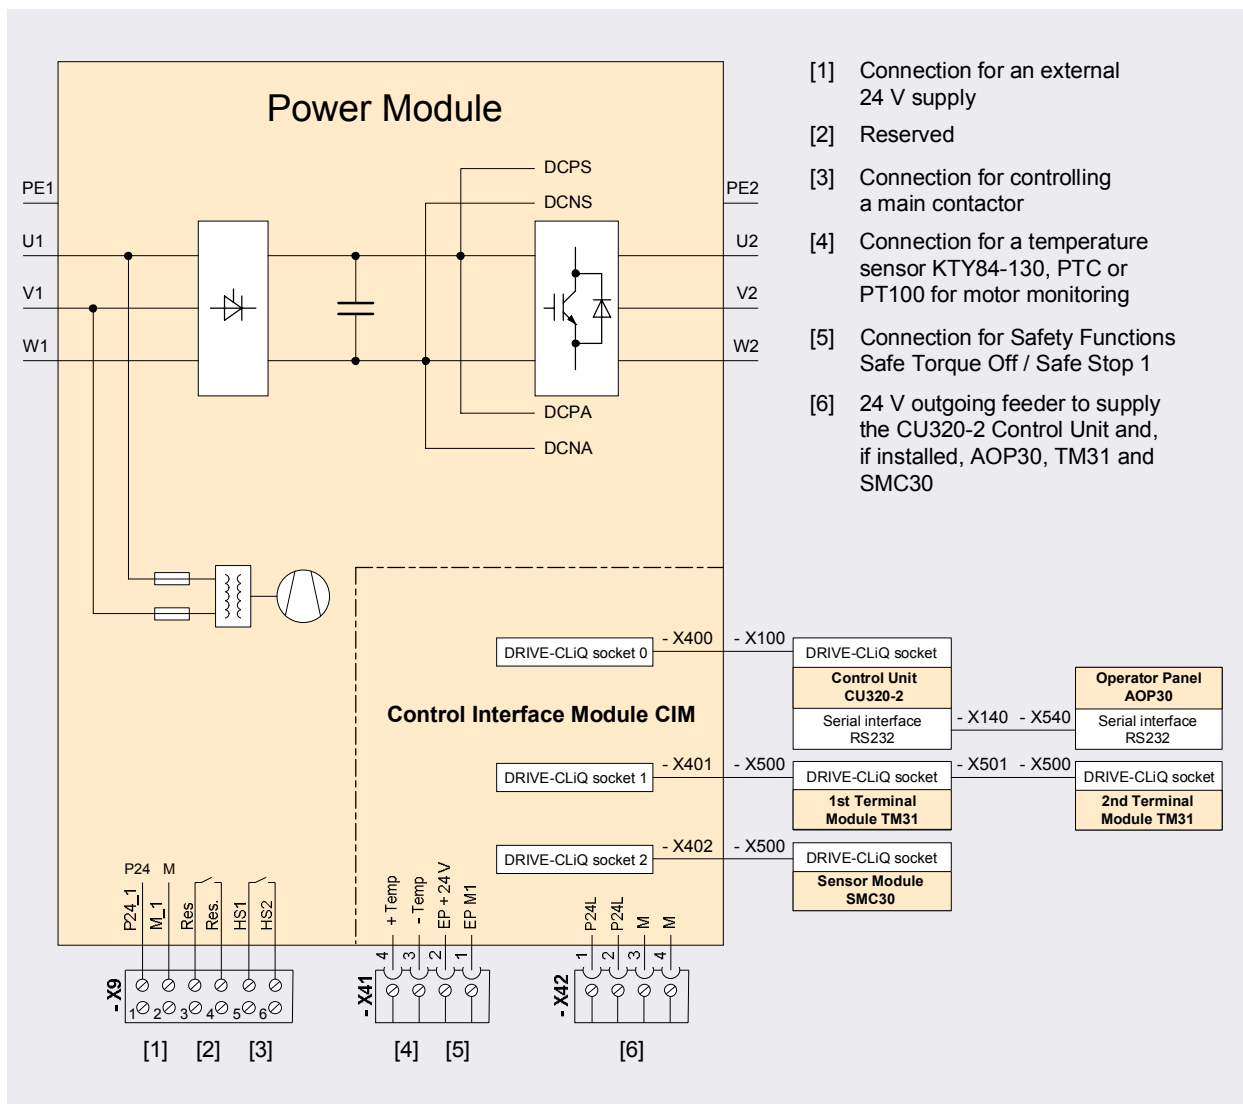 Power Module
[1] Connection for an external
24 V supply
[2] Reserved
[3] Connection for controlling
a main contactor
[4] Connection for a temperature
sensor KTY84-130, PTC or
PT100 for motor monitoring
[5] Connection for Safety Functions
Safe Torque Off / Safe Stop 1
[6] 24 V outgoing feeder to supply
the CU320-2 Control Unit and,
if installed, AOP30, TM31 and
SMC30
DCPS
PE1
PE2
DCNS
U1
U2
V1
V2
W1
W2
DCPA
DCNA
DRIVE-CLiQ socket 0
- X400
- X100
DRIVE-CLiQ socket
Control Unit
CU320-2
Serial interface
RS232
- X140
- X540
Operator Panel
AOP30
Serial interface
RS232
Control Interface Module CIM
DRIVE-CLiQ socket 1
- X401
- X500
DRIVE-CLiQ socket
1st Terminal
Module TM31
- X501
- X500
DRIVE-CLiQ socket
2nd Terminal
Module TM31
DRIVE-CLiQ socket 2
- X402
- X500
DRIVE-CLiQ socket
Sensor Module
SMC30
P24 M
P24_1
M_1
Res
Res.
HS1
HS2
+ Temp
- Temp
EP + 24 V
EP M1
P24L
P24L
M
M
- X9
1 2 3 4 5 6
- X41
4 3 2 1
- X42
1 2 3 4
[1] [2] [3] [4] [5] [6]